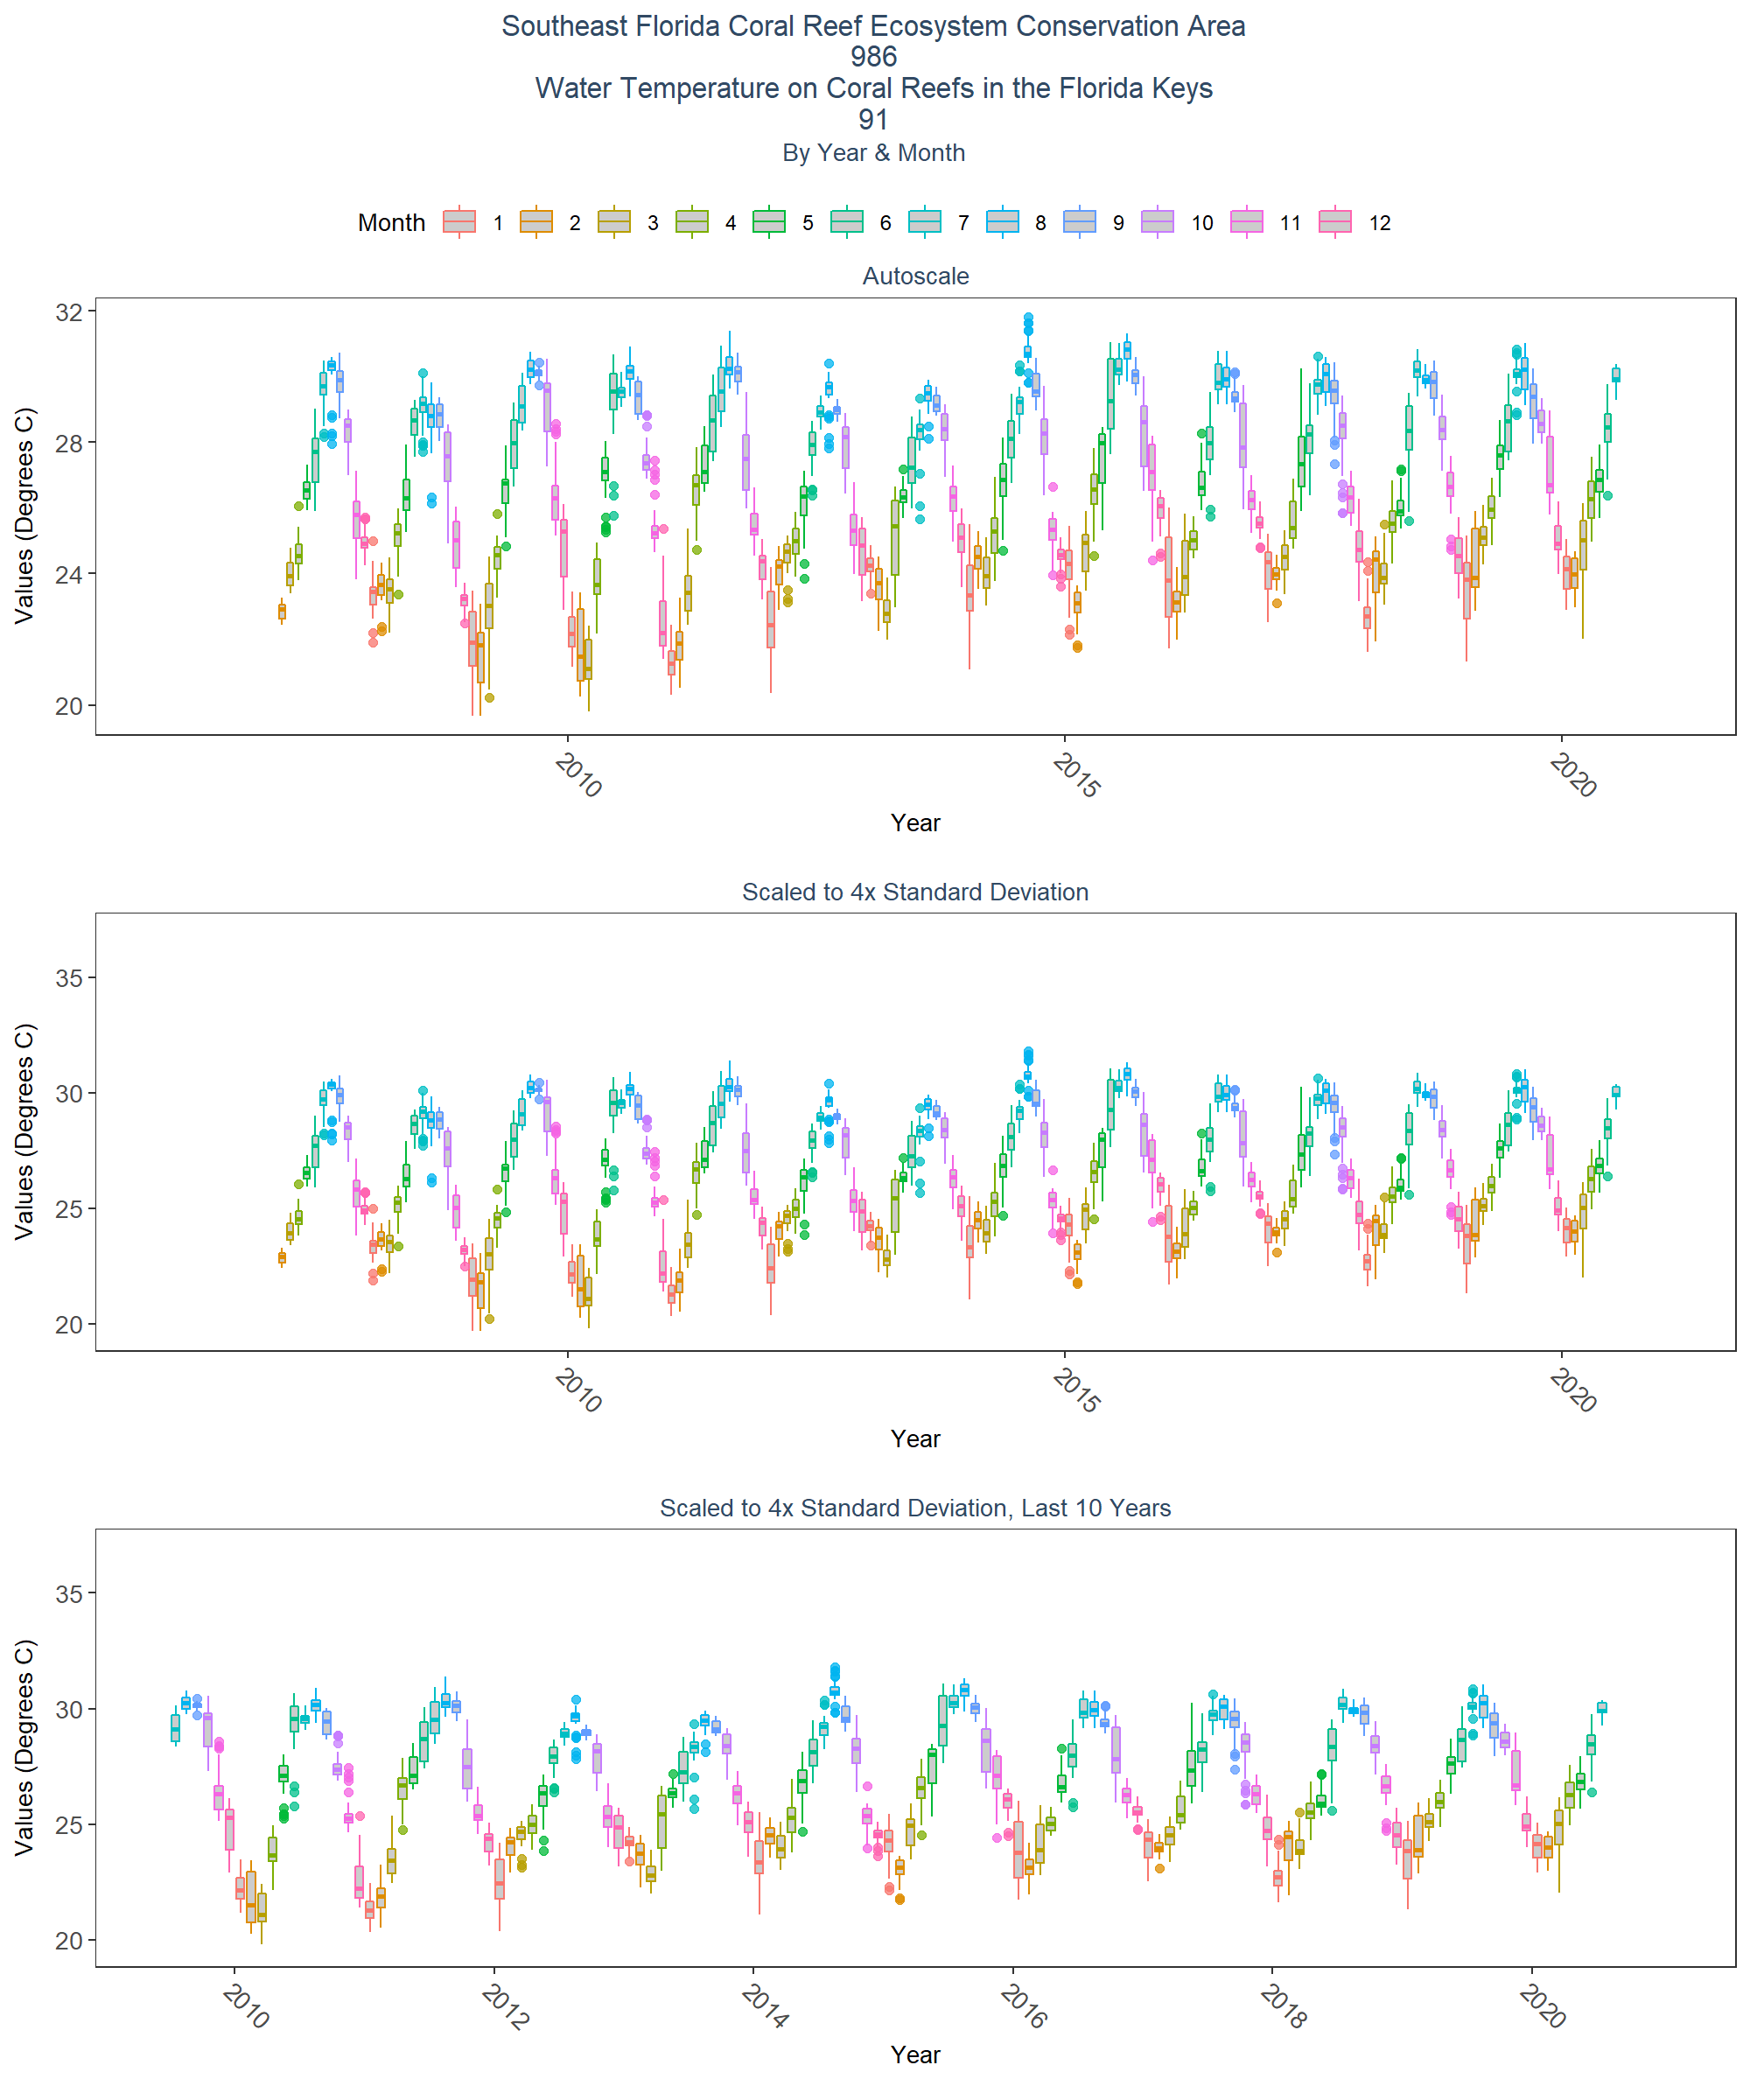 Southeast Florida Coral Reef Ecosystem Conservation Area
986
Water Temperature on Coral Reefs in the Florida Keys
91
By Year & Month
Month 1 2 3 4 5 6 7 8 9 10 11 12
Autoscale
Values (Degrees C)
32
28
24
20
2010 2015 2020
Year
Scaled to 4x Standard Deviation
Values (Degrees C)
35
30
25
20
2010 2015 2020
Year
Scaled to 4x Standard Deviation, Last 10 Years
Values (Degrees C)
35
30
25
20
2010 2012 2014 2016 2018 2020
Year